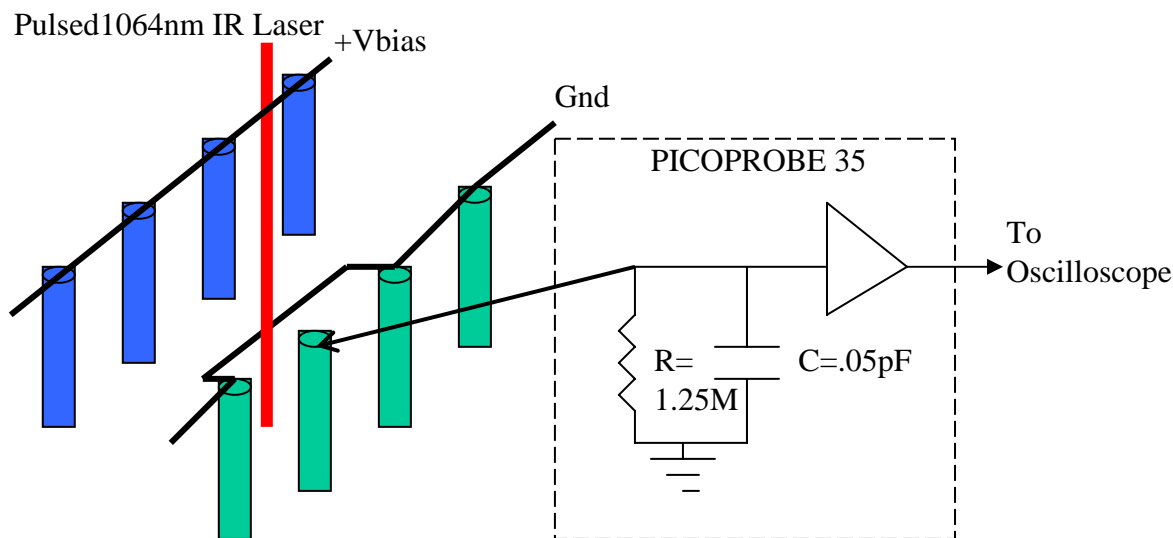 Pulsed1064nm IR Laser
+Vbias
Gnd
PICOPROBE 35
To
Oscilloscope
R=
1.25M
C=.05pF